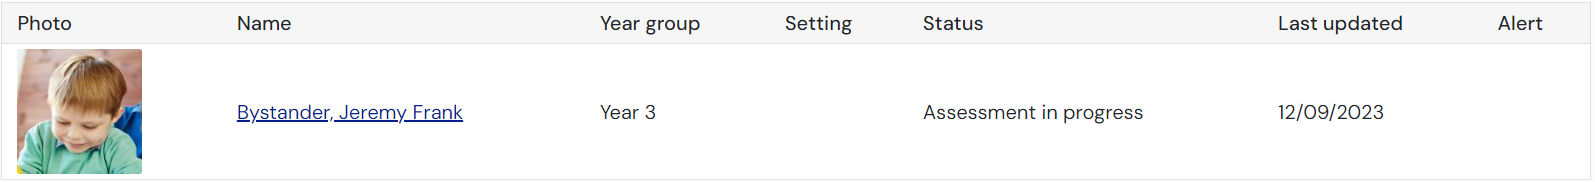 Photo Name Year group Setting Status Last updated Alert
Bystander, Jeremy Frank Year 3 Assessment in progress 12/09/2023